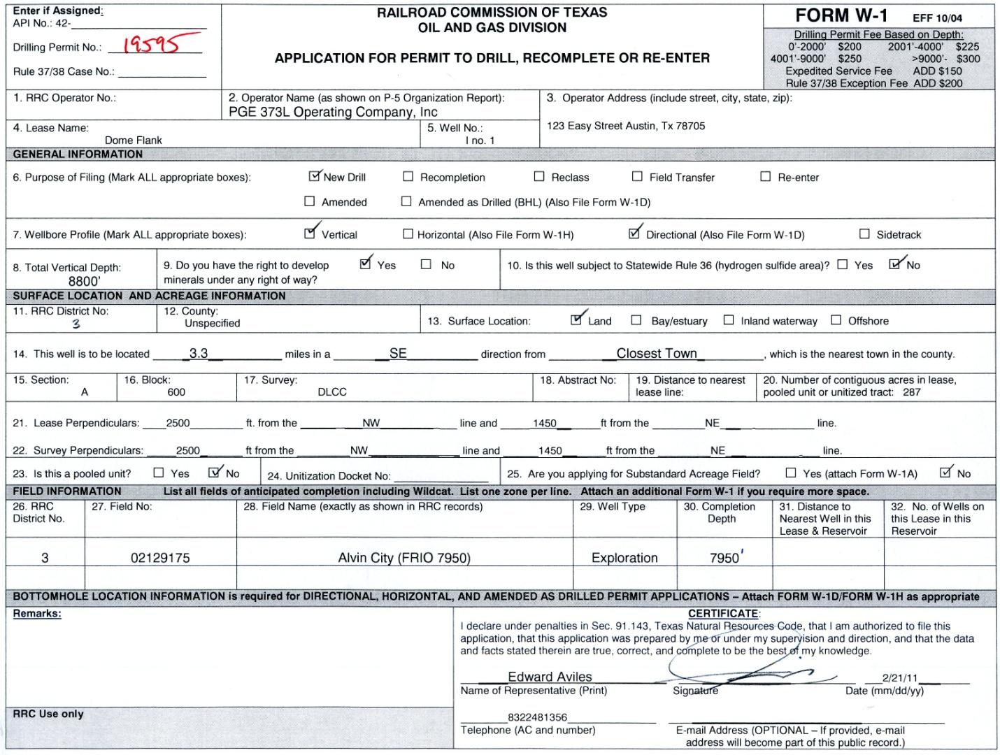 Enter if Assigned:
API No.: 42-
Drilling Permit No.: 19595
Rule 37/38 Case No.:
RAILROAD COMMISSION OF TEXAS
OIL AND GAS DIVISION
APPLICATION FOR PERMIT TO DRILL, RECOMPLETE OR RE-ENTER
FORM W-1 EFF 10/04
Drilling Permit Fee Based on Depth:
0'-2000' $200 2001'-4000' $225
4001'-9000' $250 >9000'- $300
Expedited Service Fee ADD $150
Rule 37/38 Exception Fee ADD $200
1. RRC Operator No.:
2. Operator Name (as shown on P-5 Organization Report):
PGE 373L Operating Company, Inc
3. Operator Address (include street, city, state, zip):
123 Easy Street Austin, Tx 78705
4. Lease Name:
Dome Flank
5. Well No.:
I no. 1
GENERAL INFORMATION
6. Purpose of Filing (Mark ALL appropriate boxes): New Drill Recompletion Reclass Field Transfer Re-enter
Amended Amended as Drilled (BHL) (Also File Form W-1D)
7. Wellbore Profile (Mark ALL appropriate boxes): Vertical Horizontal (Also File Form W-1H) Directional (Also File Form W-1D) Sidetrack
8. Total Vertical Depth:
8800'
9. Do you have the right to develop Yes No
minerals under any right of way?
10. Is this well subject to Statewide Rule 36 (hydrogen sulfide area)? Yes No
SURFACE LOCATION AND ACREAGE INFORMATION
11. RRC District No:
3
12. County:
Unspecified
13. Surface Location: Land Bay/estuary Inland waterway Offshore
14. This well is to be located 3.3 miles in a SE direction from Closest Town, which is the nearest town in the county.
15. Section:
A
16. Block:
600
17. Survey:
DLCC
18. Abstract No:
19. Distance to nearest
lease line:
20. Number of contiguous acres in lease,
pooled unit or unitized tract: 287
21. Lease Perpendiculars: 2500 ft. from the NW line and 1450 ft from the NE line.
22. Survey Perpendiculars: 2500 ft from the NW line and 1450 ft from the NE line.
23. Is this a pooled unit? Yes No
24. Unitization Docket No:
25. Are you applying for Substandard Acreage Field? Yes (attach Form W-1A) No
FIELD INFORMATION List all fields of anticipated completion including Wildcat. List one zone per line. Attach an additional Form W-1 if you require more space.
26. RRC
District No.
27. Field No:
28. Field Name (exactly as shown in RRC records)
29. Well Type
30. Completion
Depth
31. Distance to
Nearest Well in this
Lease & Reservoir
32. No. of Wells on
this Lease in this
Reservoir
3 02129175 Alvin City (FRIO 7950) Exploration 7950'
BOTTOMHOLE LOCATION INFORMATION is required for DIRECTIONAL, HORIZONTAL, AND AMENDED AS DRILLED PERMIT APPLICATIONS – Attach FORM W-1D/FORM W-1H as appropriate
Remarks:
RRC Use only
CERTIFICATE:
I declare under penalties in Sec. 91.143, Texas Natural Resources Code, that I am authorized to file this
application, that this application was prepared by me or under my supervision and direction, and that the data
and facts stated therein are true, correct, and complete to be the best of my knowledge.
Edward Aviles 2/21/11
Name of Representative (Print) Signature Date (mm/dd/yy)
8322481356
Telephone (AC and number)
E-mail Address (OPTIONAL – If provided, e-mail
address will become part of this public record.)